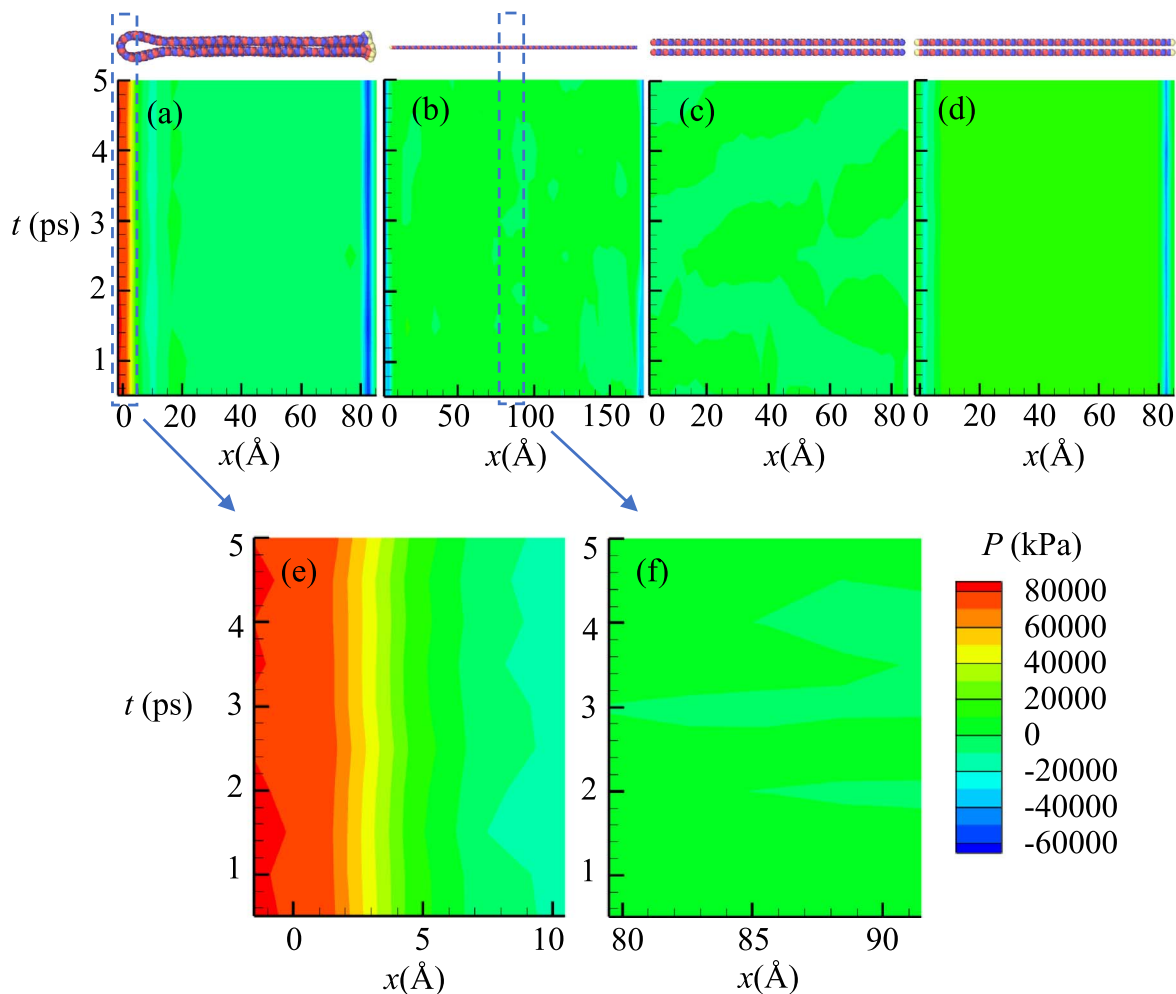 (a) (b) (c) (d)
5
4
3
2
1
t (ps)
0 20 40 60 80
0 50 100 150
0 20 40 60 80
0 20 40 60 80
x(Å) x(Å) x(Å) x(Å)
(e)
5
4
3
2
1
t (ps)
0 5 10
x(Å)
(f)
5
4
3
2
1
80 85 90
x(Å)
P (kPa)
80000
60000
40000
20000
0
-20000
-40000
-60000